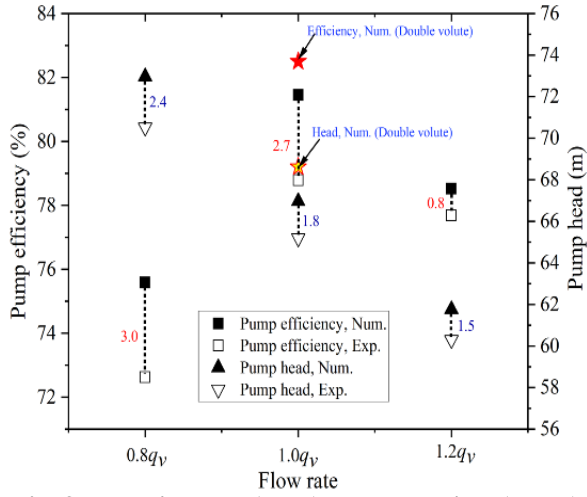 84
82
80
78
76
74
72
Pump efficiency (%)
76
74
72
70
68
66
64
62
60
58
56
Pump head (m)
Efficiency, Num. (Double volute)
Head, Num. (Double volute)
2.4
2.7
1.8
0.8
3.0
1.5
Pump efficiency, Num.
Pump efficiency, Exp.
Pump head, Num.
Pump head, Exp.
0.8qv
1.0qv
1.2qv
Flow rate